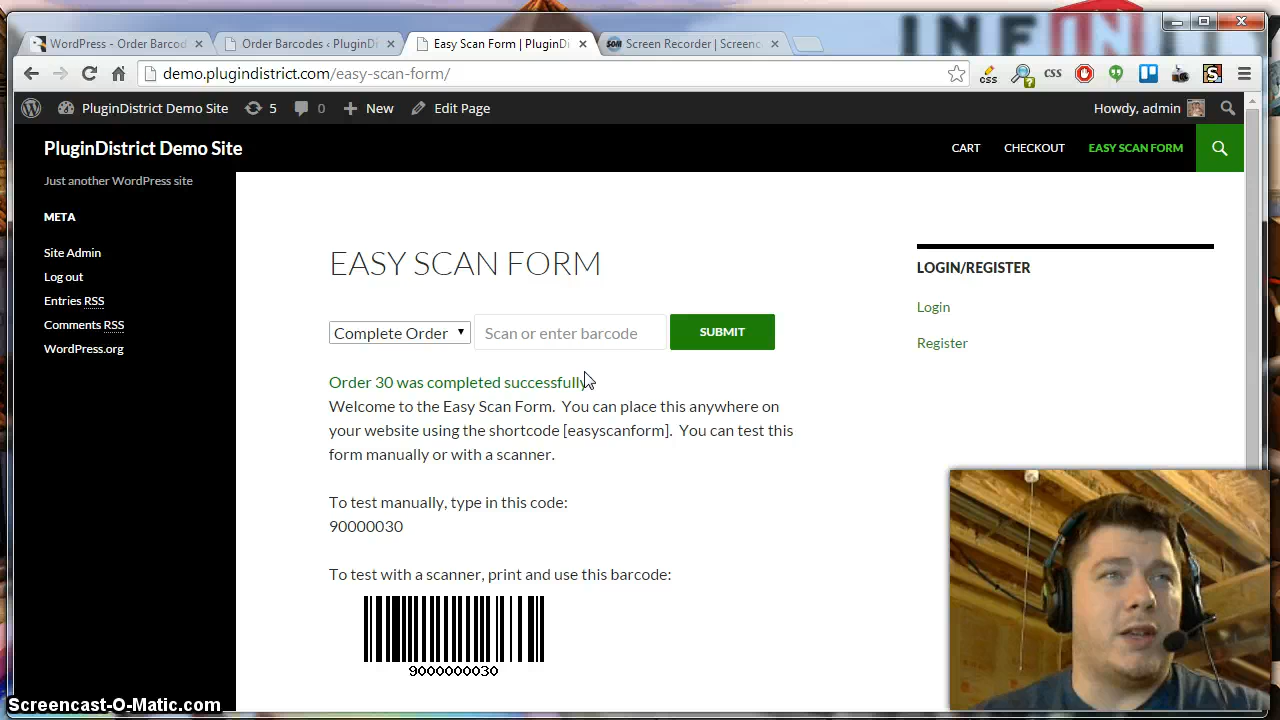 INFIN
WordPress - Order Barcod
Order Barcodes ‹ PluginDi
Easy Scan Form | PluginDi
SOM Screen Recorder | Screenc
demo.plugindistrict.com/easy-scan-form/
css
?
CSS
S
PluginDistrict Demo Site
5
0
New
Edit Page
Howdy, admin
PluginDistrict Demo Site
CART
CHECKOUT
EASY SCAN FORM
Just another WordPress site
META
Site Admin
Log out
Entries RSS
Comments RSS
WordPress.org
EASY SCAN FORM
Complete Order
Scan or enter barcode
SUBMIT
Order 30 was completed successfully
Welcome to the Easy Scan Form. You can place this anywhere on
your website using the shortcode [easyscanform]. You can test this
form manually or with a scanner.
To test manually, type in this code:
90000030
To test with a scanner, print and use this barcode:
9000000030
LOGIN/REGISTER
Login
Register
Screencast-O-Matic.com